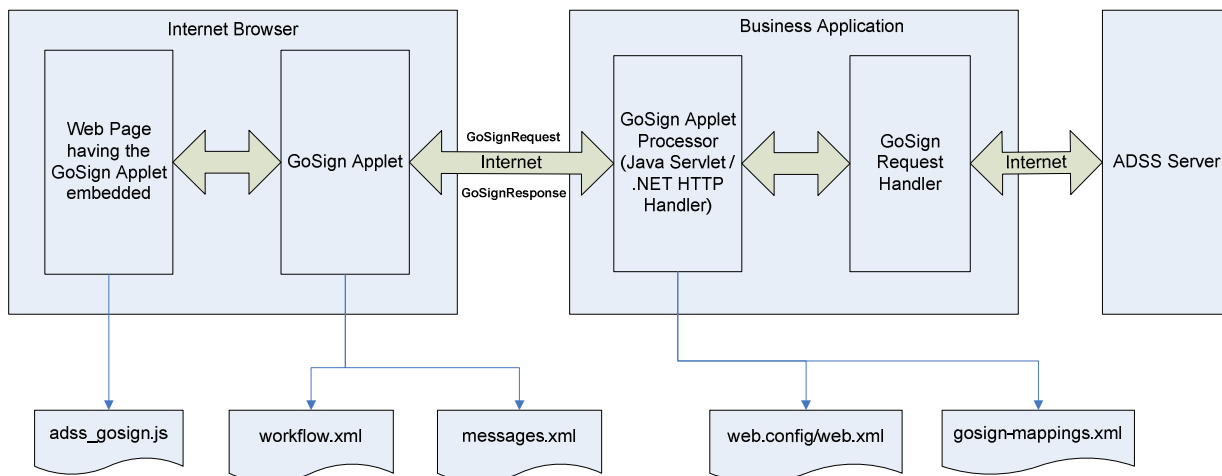 Internet Browser
Business Application
Web Page
having the
GoSign Applet
embedded
GoSign Applet
GoSignRequest
Internet
GoSignResponse
GoSign Applet
Processor
(Java Servlet /
.NET HTTP
Handler)
GoSign
Request
Handler
Internet
ADSS Server
adss_gosign.js
workflow.xml
messages.xml
web.config/web.xml
gosign-mappings.xml